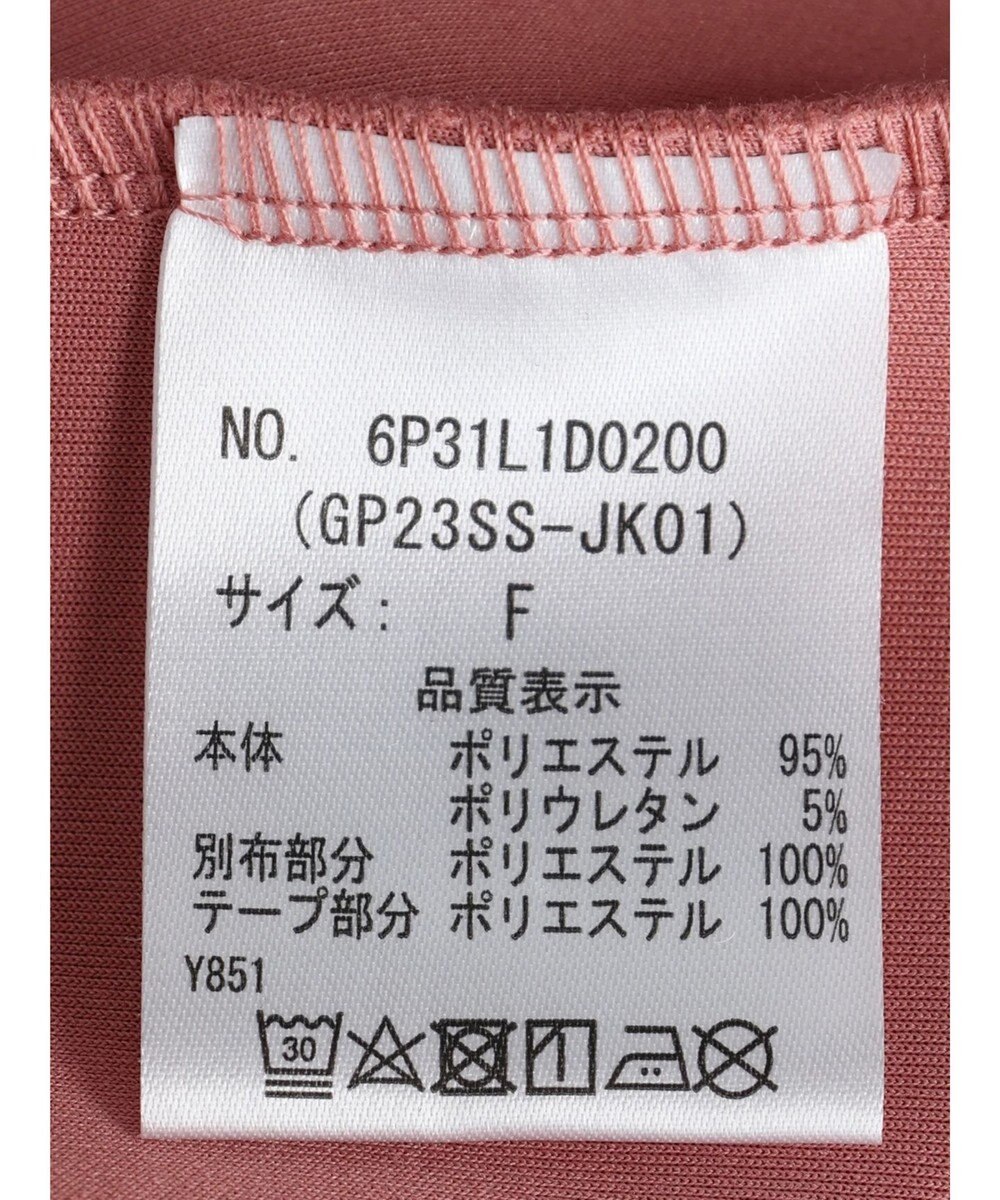 NO. 6P31L1D0200
(GP23SS-JK01)
サイズ: F
品質表示
本体 ポリエステル 95%
ポリウレタン 5%
別布部分 ポリエステル 100%
テープ部分 ポリエステル 100%
Y851
30